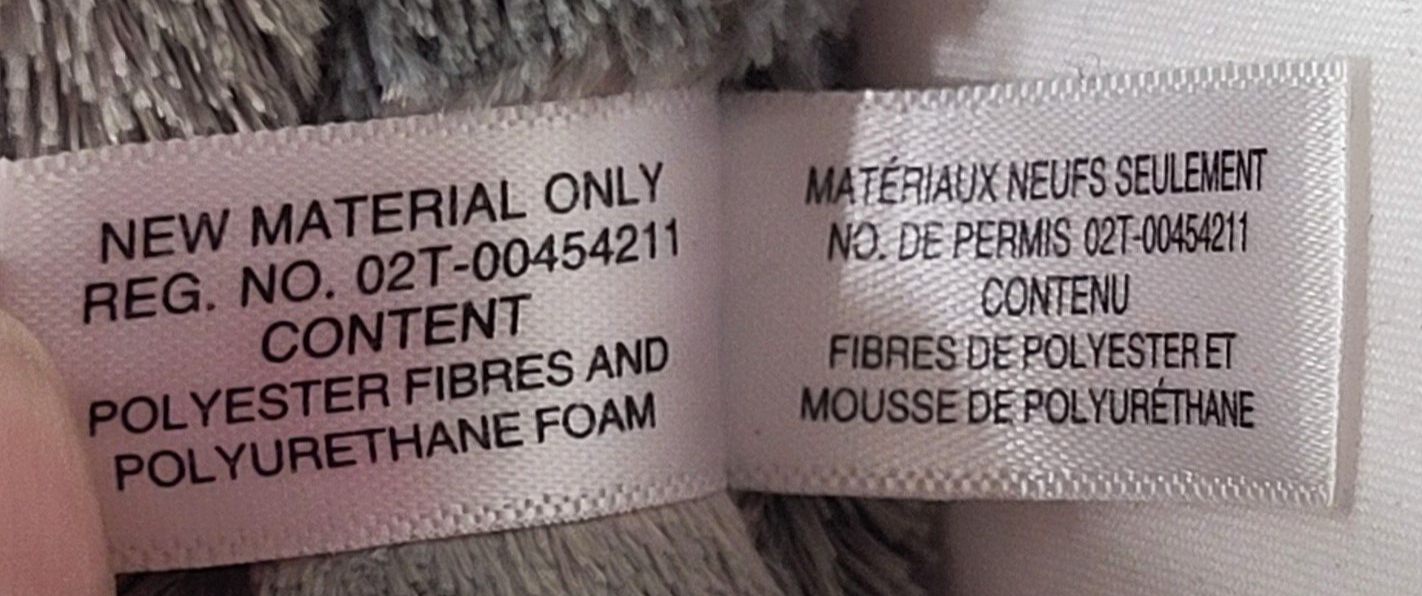 NEW MATERIAL ONLY
REG. NO. 02T-00454211
CONTENT
POLYESTER FIBRES AND
POLYURETHANE FOAM
MATÉRIAUX NEUFS SEULEMENT
NO. DE PERMIS 02T-00454211
CONTENU
FIBRES DE POLYESTER ET
MOUSSE DE POLYURÉTHANE